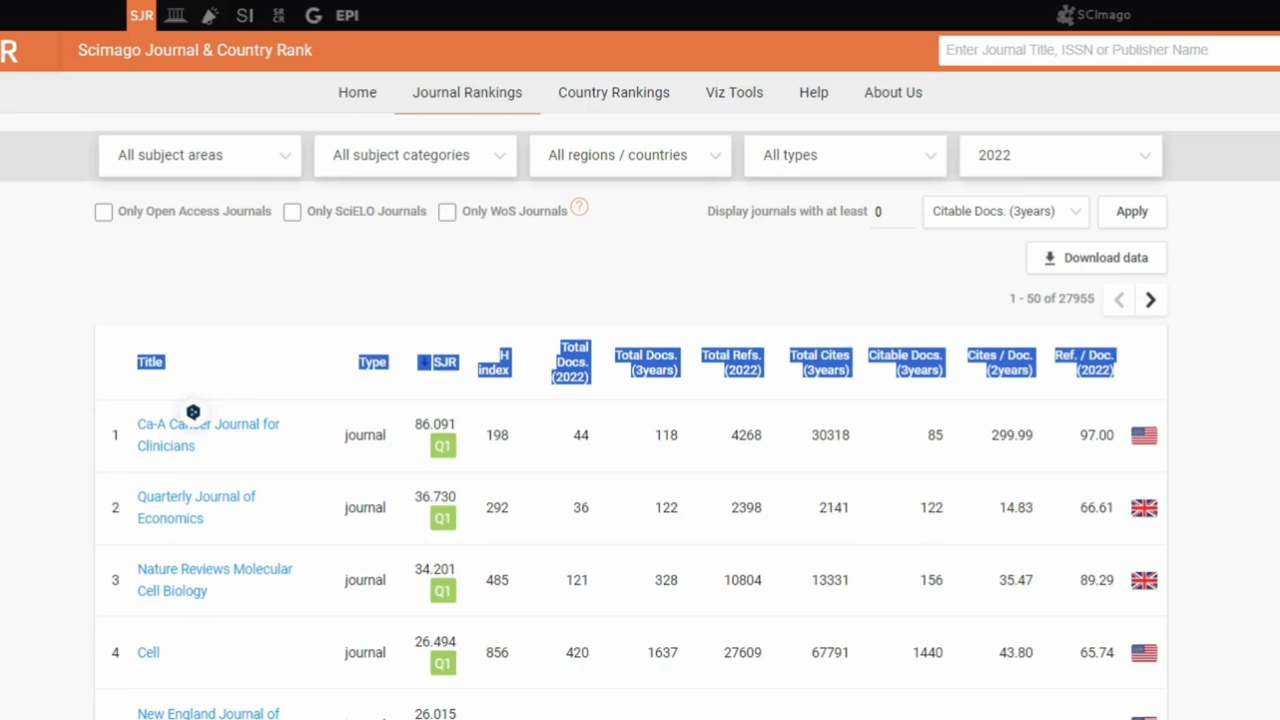 SJR SI SJR CR G EPI SCImago
R Scimago Journal & Country Rank Enter Journal Title, ISSN or Publisher Name
Home Journal Rankings Country Rankings Viz Tools Help About Us
All subject areas All subject categories All regions / countries All types 2022
Only Open Access Journals Only SciELO Journals Only WoS Journals ? Display journals with at least 0 Citable Docs. (3years) Apply
Download data
1 - 50 of 27955
Title Type ↓ SJR H index Total Docs. (2022) Total Docs. (3years) Total Refs. (2022) Total Cites (3years) Citable Docs. (3years) Cites / Doc. (2years) Ref. / Doc. (2022)
1 Ca-A Cancer Journal for Clinicians journal 86.091 Q1 198 44 118 4268 30318 85 299.99 97.00
2 Quarterly Journal of Economics journal 36.730 Q1 292 36 122 2398 2141 122 14.83 66.61
3 Nature Reviews Molecular Cell Biology journal 34.201 Q1 485 121 328 10804 13331 156 35.47 89.29
4 Cell journal 26.494 Q1 856 420 1637 27609 67791 1440 43.80 65.74
New England Journal of 26.015